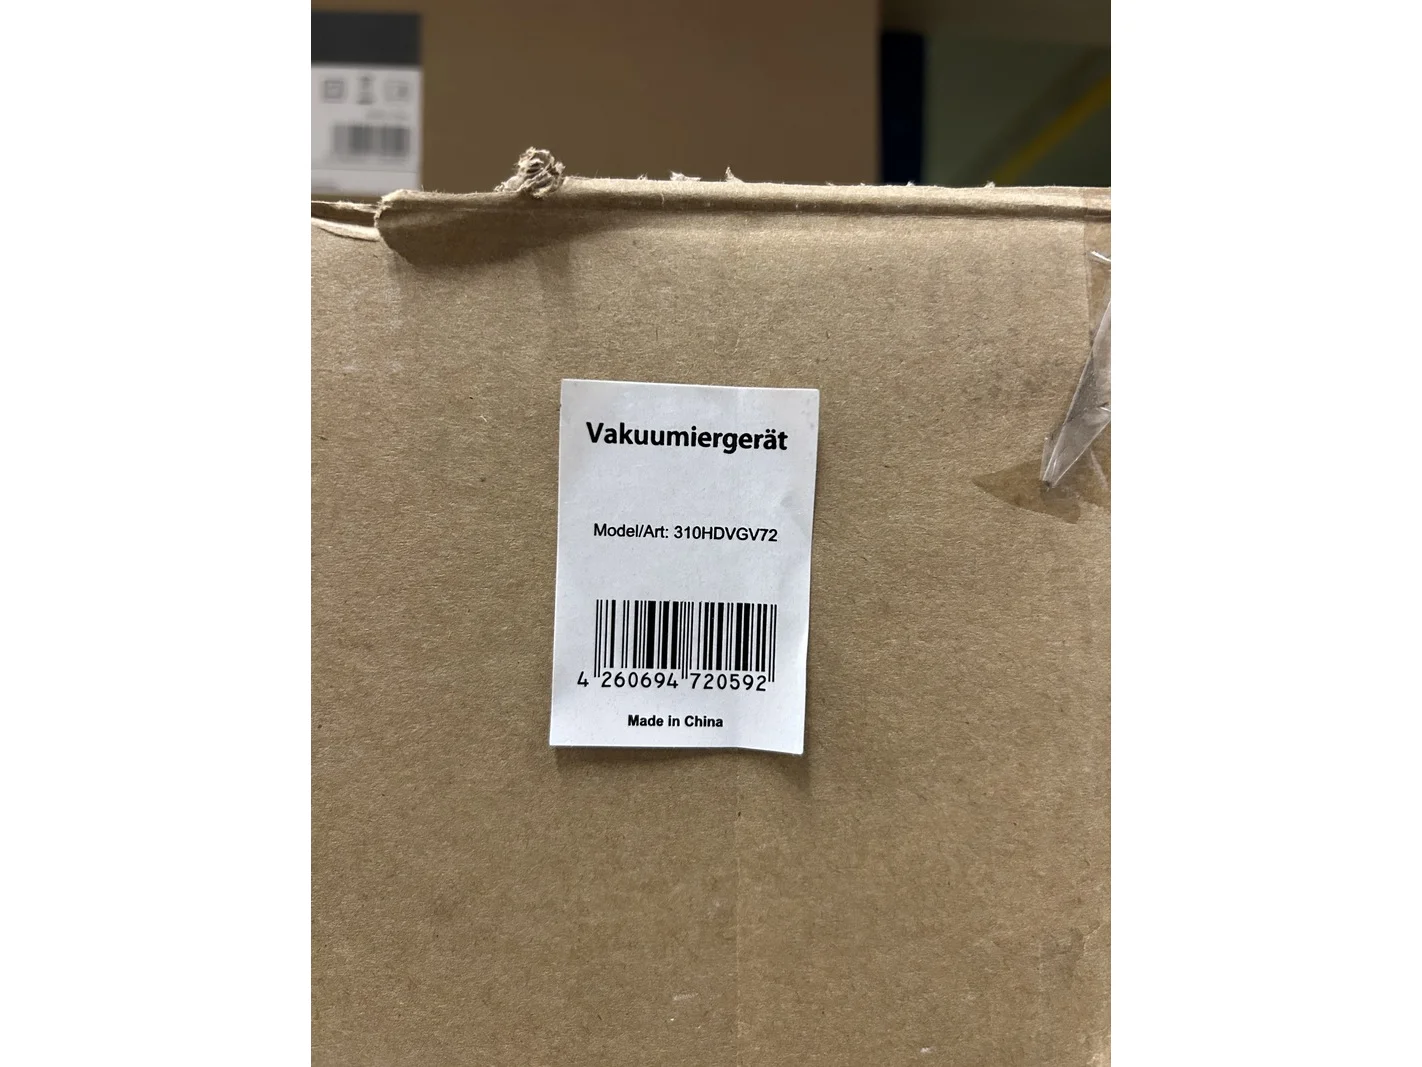 Vakuumiergerät
Model/Art: 310HDVGV72
4 260694 720592
Made in China